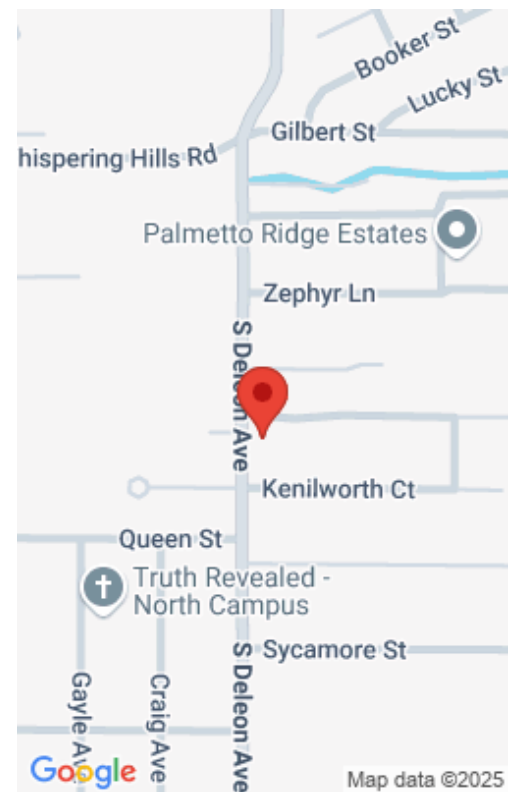 Booker St
Lucky St
Gilbert St
hispering Hills Rd
Palmetto Ridge Estates
Zephyr Ln
S Deleon Ave
Kenilworth Ct
Queen St
Truth Revealed -
North Campus
Sycamore St
S Deleon Ave
Gayle Av
Craig Ave
Google
Map data ©2025